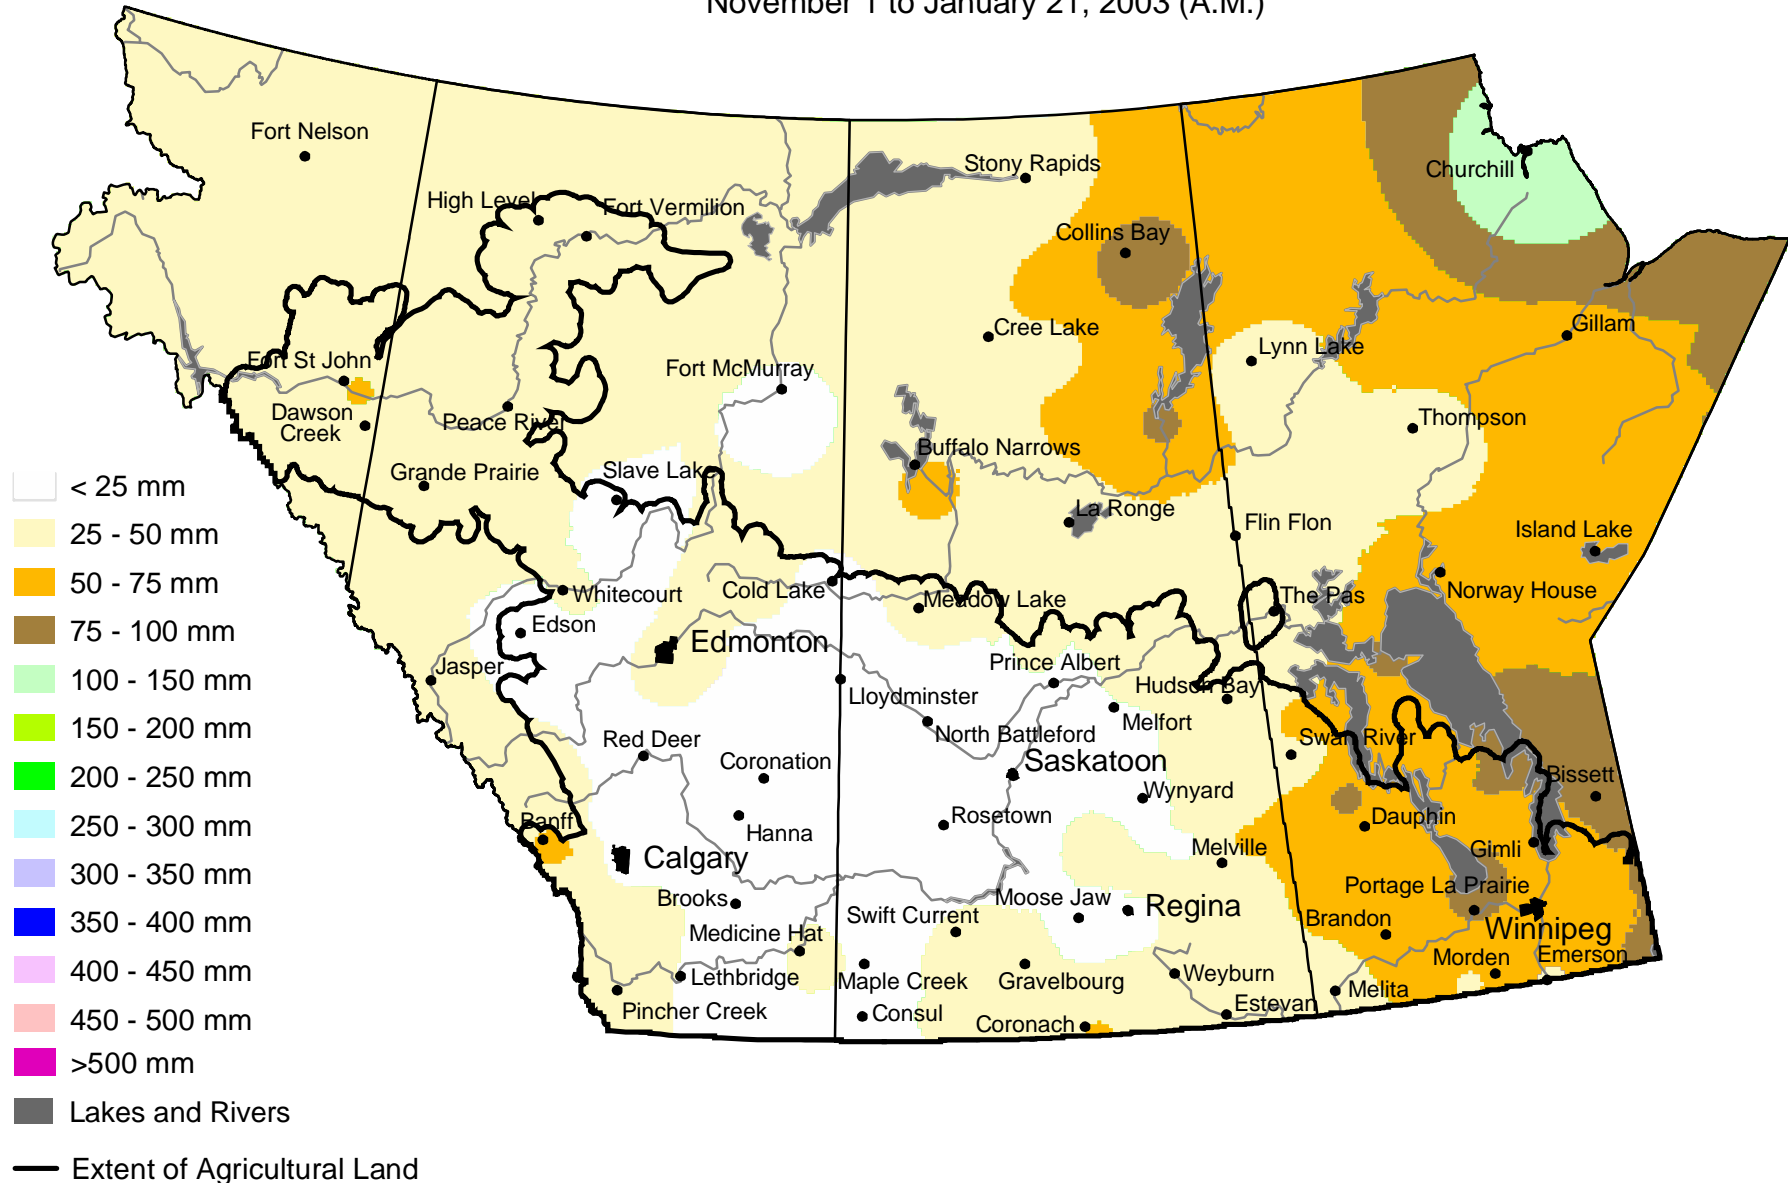 November 1 to January 21, 2003 (A.M.)
Fort Nelson
High Level
Fort Vermilion
Stony Rapids
Churchill
Collins Bay
Cree Lake
Lynn Lake
Gillam
Fort St John
Fort McMurray
Dawson
Creek
Peace River
Thompson
Buffalo Narrows
Grande Prairie
Slave Lake
La Ronge
Flin Flon
Island Lake
Whitecourt
Cold Lake
Meadow Lake
The Pas
Norway House
Edson
Edmonton
Jasper
Prince Albert
Lloydminster
Hudson Bay
Melfort
North Battleford
Red Deer
Swan River
Coronation
Saskatoon
Bissett
Wynyard
Banff
Hanna
Rosetown
Dauphin
Calgary
Melville
Gimli
Brooks
Moose Jaw
Portage La Prairie
Swift Current
Regina
Brandon
Medicine Hat
Winnipeg
Lethbridge
Maple Creek
Gravelbourg
Weyburn
Morden
Emerson
Pincher Creek
Consul
Coronach
Estevan
Melita
< 25 mm
25 - 50 mm
50 - 75 mm
75 - 100 mm
100 - 150 mm
150 - 200 mm
200 - 250 mm
250 - 300 mm
300 - 350 mm
350 - 400 mm
400 - 450 mm
450 - 500 mm
>500 mm
Lakes and Rivers
Extent of Agricultural Land